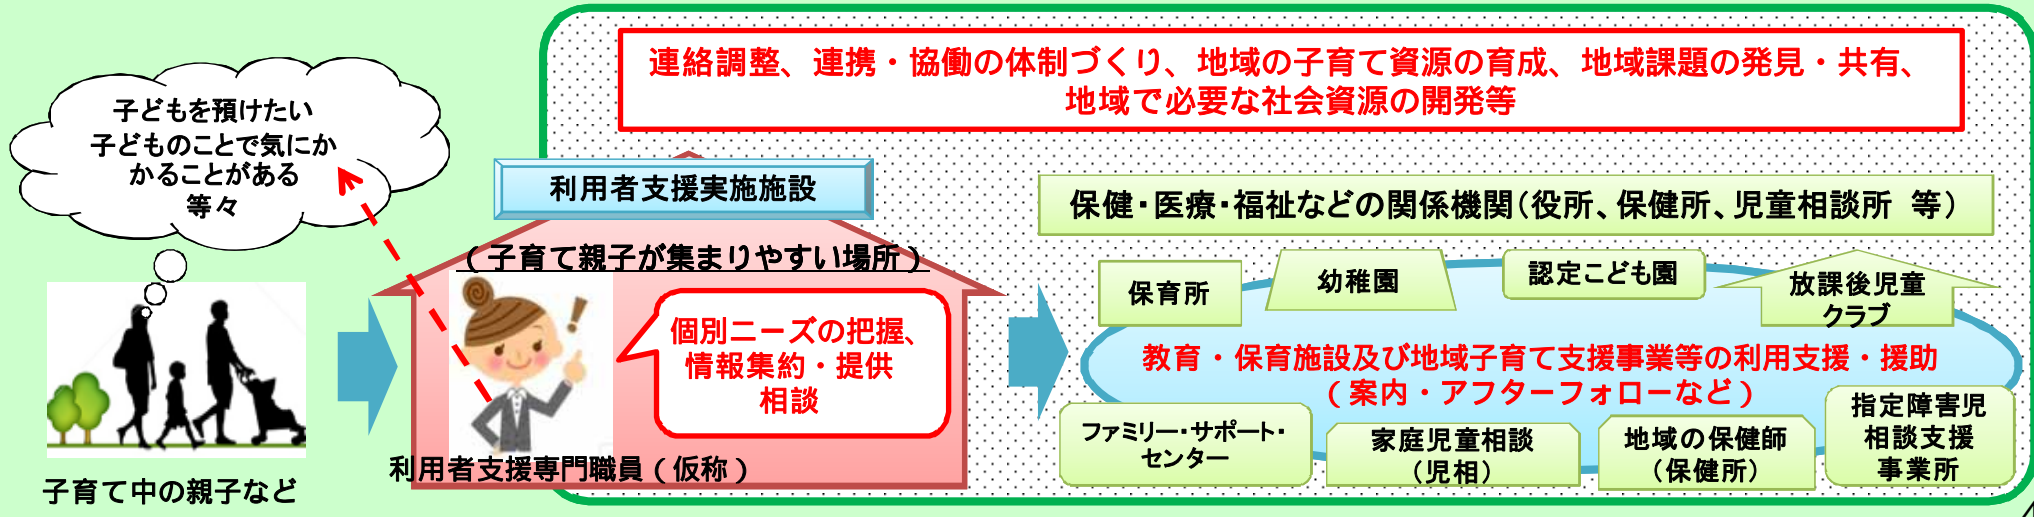 連絡調整、連携・協働の体制づくり、地域の子育て資源の育成、地域課題の発見・共有、
地域で必要な社会資源の開発等
子どもを預けたい
子どものことで気にか
かることがある
等々
子育て中の親子など
利用者支援実施施設
(子育て親子が集まりやすい場所)
個別ニーズの把握、
情報集約・提供
相談
利用者支援専門職員(仮称)
保健・医療・福祉などの関係機関(役所、保健所、児童相談所 等)
保育所
幼稚園
認定こども園
放課後児童
クラブ
教育・保育施設及び地域子育て支援事業等の利用支援・援助
(案内・アフターフォローなど)
ファミリー・サポート・
センター
家庭児童相談
(児相)
地域の保健師
(保健所)
指定障害児
相談支援
事業所